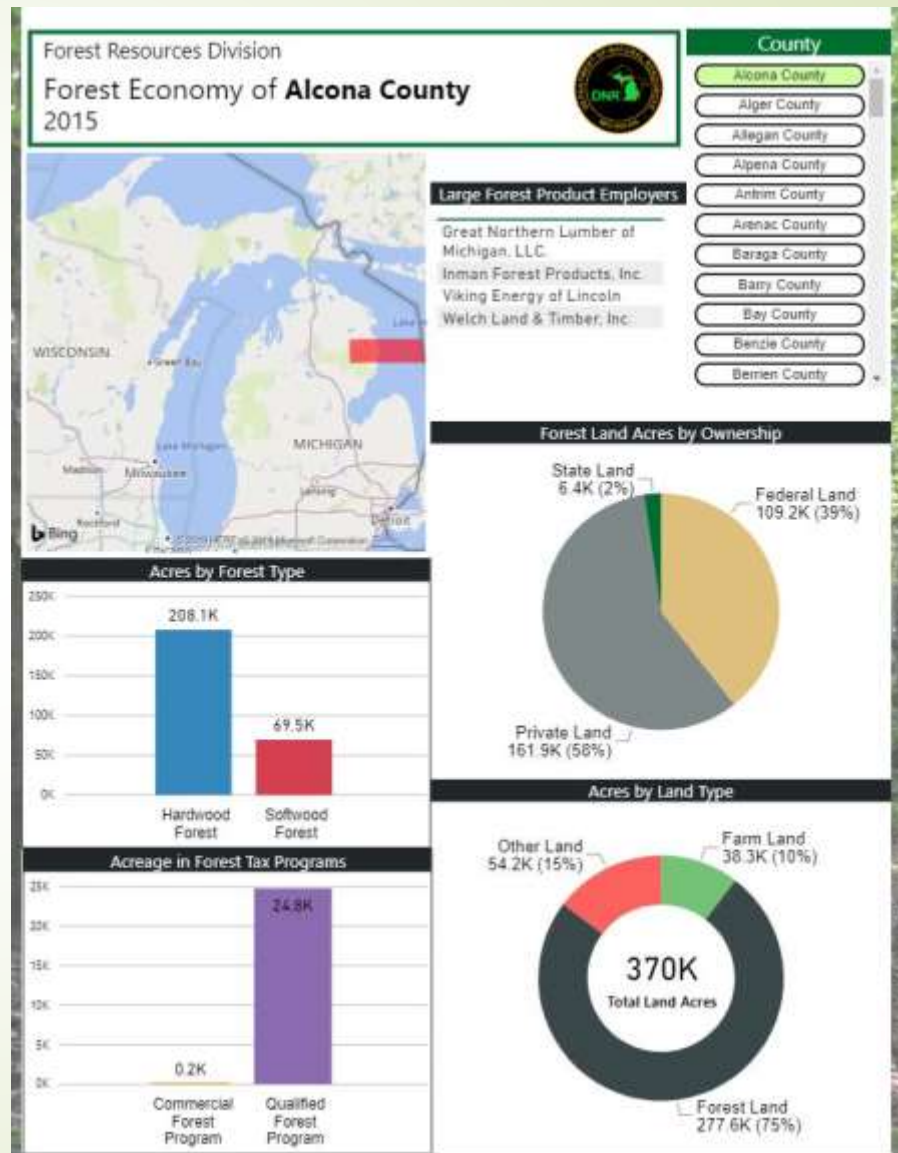 Forest Resources Division
Forest Economy of Alcona County
2015
DNR
County
Alcona County
Alger County
Allegan County
Alpena County
Antrim County
Arenac County
Baraga County
Barry County
Bay County
Benzie County
Berrien County
WISCONSIN
Green Bay
Lake Michigan
MICHIGAN
Madison
Milwaukee
Lansing
Rockford
Detroit
Bing
Large Forest Product Employers
Great Northern Lumber of
Michigan, LLC.
Inman Forest Products, Inc.
Viking Energy of Lincoln
Welch Land & Timber, Inc
Forest Land Acres by Ownership
State Land
6.4K (2%)
Federal Land
109.2K (39%)
Private Land
161.9K (58%)
Acres by Forest Type
250K
200K
150K
100K
50K
0K
208.1K
69.5K
Hardwood
Forest
Softwood
Forest
Acreage in Forest Tax Programs
25K
20K
15K
10K
5K
0K
24.8K
0.2K
Commercial
Forest
Program
Qualified
Forest
Program
Acres by Land Type
Other Land
54.2K (15%)
Farm Land
38.3K (10%)
370K
Total Land Acres
Forest Land
277.6K (75%)